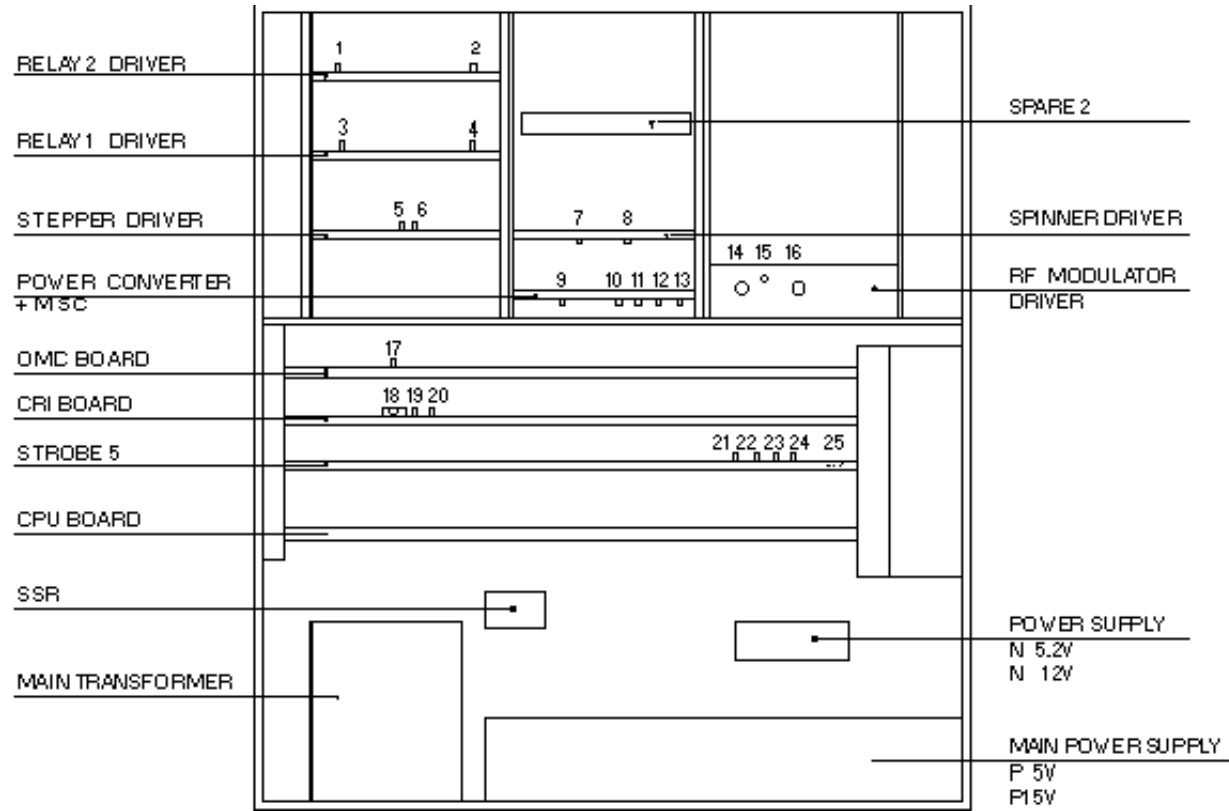 RELAY 2 DRIVER
RELAY 1 DRIVER
STEPPER DRIVER
POWER CONVERTER
+ MSC
OMC BOARD
CRI BOARD
STROBE 5
CPU BOARD
SSR
MAIN TRANSFORMER
1 2
3 4
5 6
7 8
9 10 11 12 13
14 15 16
17
18 19 20
21 22 23 24 25
SPARE 2
SPINNER DRIVER
RF MODULATOR
DRIVER
POWER SUPPLY
N 5.2V
N 12V
MAIN POWER SUPPLY
P 5V
P15V